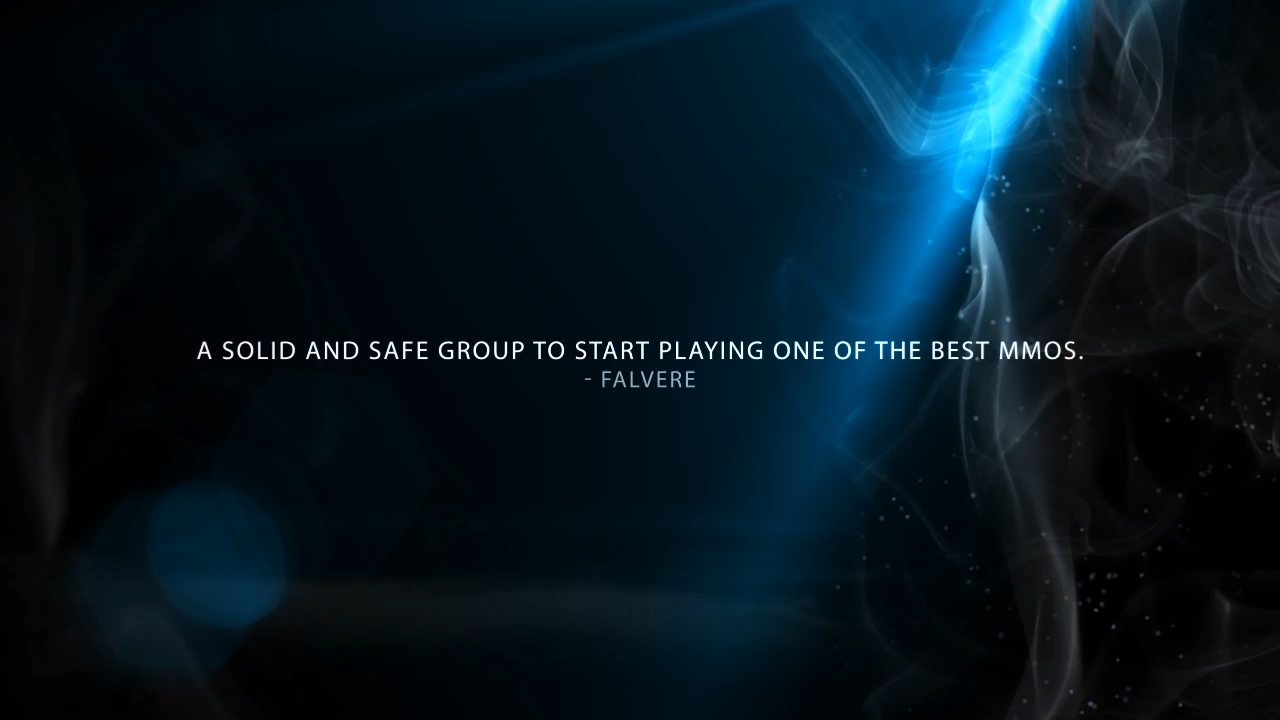 A SOLID AND SAFE GROUP TO START PLAYING ONE OF THE BEST MMOS.
- FALVERE